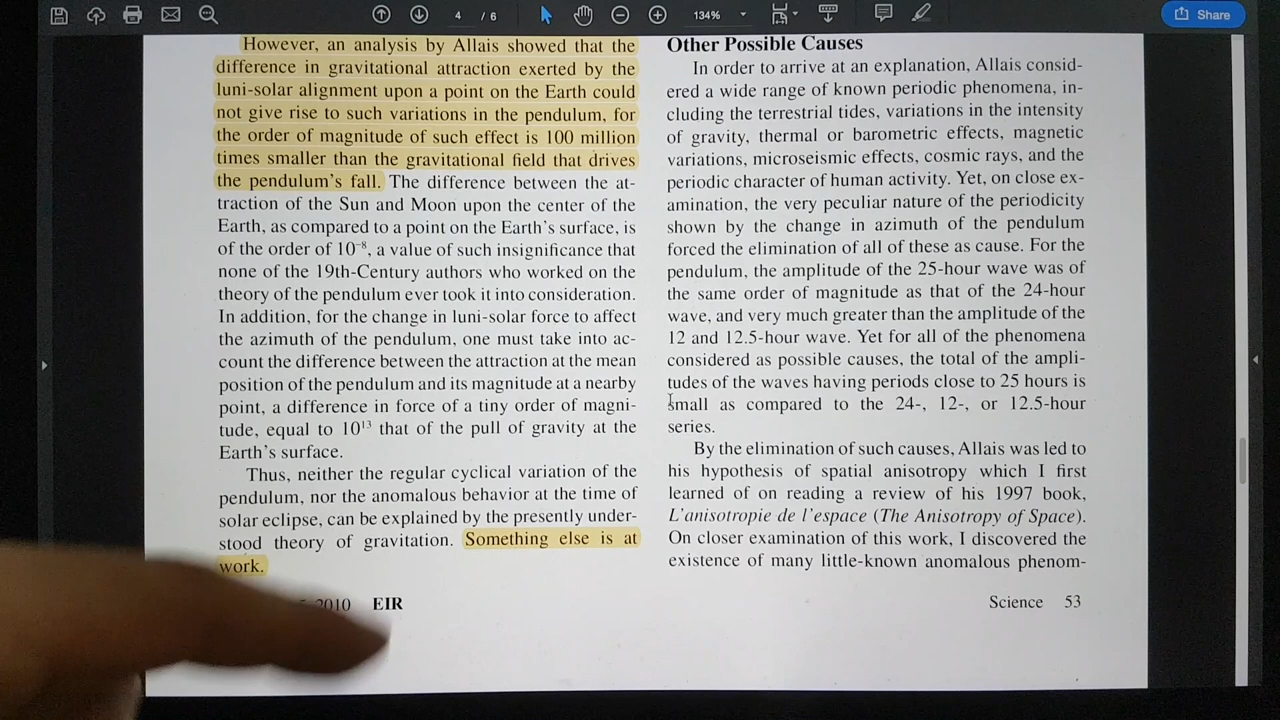 4 / 6
134%
Share
However, an analysis by Allais showed that the
difference in gravitational attraction exerted by the
luni-solar alignment upon a point on the Earth could
not give rise to such variations in the pendulum, for
the order of magnitude of such effect is 100 million
times smaller than the gravitational field that drives
the pendulum's fall. The difference between the at-
traction of the Sun and Moon upon the center of the
Earth, as compared to a point on the Earth's surface, is
of the order of 10⁻⁸, a value of such insignificance that
none of the 19th-Century authors who worked on the
theory of the pendulum ever took it into consideration.
In addition, for the change in luni-solar force to affect
the azimuth of the pendulum, one must take into ac-
count the difference between the attraction at the mean
position of the pendulum and its magnitude at a nearby
point, a difference in force of a tiny order of magni-
tude, equal to 10¹³ that of the pull of gravity at the
Earth's surface.
Thus, neither the regular cyclical variation of the
pendulum, nor the anomalous behavior at the time of
solar eclipse, can be explained by the presently under-
stood theory of gravitation. Something else is at
work.
2010 EIR
Other Possible Causes
In order to arrive at an explanation, Allais consid-
ered a wide range of known periodic phenomena, in-
cluding the terrestrial tides, variations in the intensity
of gravity, thermal or barometric effects, magnetic
variations, microseismic effects, cosmic rays, and the
periodic character of human activity. Yet, on close ex-
amination, the very peculiar nature of the periodicity
shown by the change in azimuth of the pendulum
forced the elimination of all of these as cause. For the
pendulum, the amplitude of the 25-hour wave was of
the same order of magnitude as that of the 24-hour
wave, and very much greater than the amplitude of the
12 and 12.5-hour wave. Yet for all of the phenomena
considered as possible causes, the total of the ampli-
tudes of the waves having periods close to 25 hours is
small as compared to the 24-, 12-, or 12.5-hour
series.
By the elimination of such causes, Allais was led to
his hypothesis of spatial anisotropy which I first
learned of on reading a review of his 1997 book,
L'anisotropie de l'espace (The Anisotropy of Space).
On closer examination of this work, I discovered the
existence of many little-known anomalous phenom-
Science 53